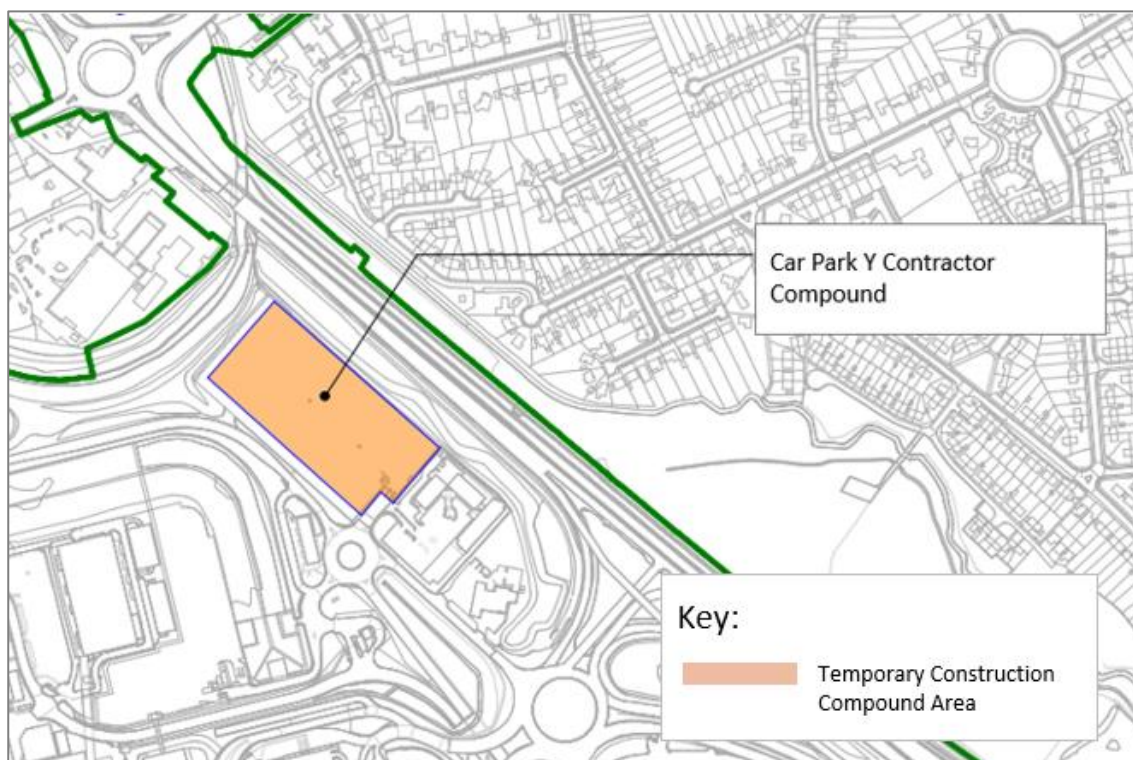 Car Park Y Contractor
Compound
Key:
Temporary Construction
Compound Area